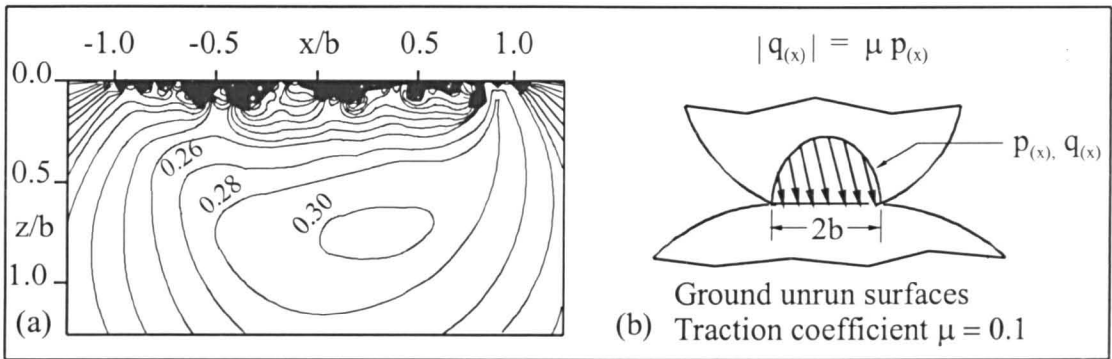 -1.0 -0.5 x/b 0.5 1.0
0.0
0.26
0.5
0.28
0.30
z/b
1.0
(a)
|q(x)| = μ p(x)
p(x), q(x)
2b
Ground unrun surfaces
(b) Traction coefficient μ = 0.1